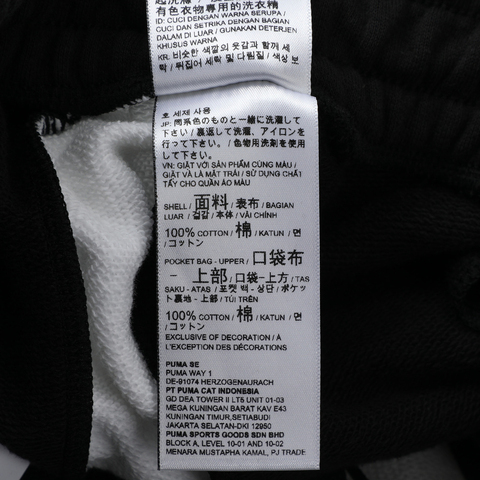 有色衣物專用的洗衣精
ID: CUCI DENGAN WARNA SERUPA /
CUCI DAN SETRIKA DENGAN BAGIAN
DALAM DI LUAR / GUNAKAN DETERJEN
KHUSUS WARNA
KR: 비슷한 색깔의 옷감과 함께 세
탁 / 뒤집어 세탁 및 다림질 / 색상 보
호 세제 사용
JP: 同系色のものと一緒に洗濯して
下さい / 裏返して洗濯、アイロンを
行って下さい。/ 色物用洗剤を使用
して下さい。
VN: GIẶT VỚI SẢN PHẨM CÙNG MÀU /
GIẶT VÀ LÀ MẶT TRÁI / SỬ DỤNG CHẤT
TẨY CHO QUẦN ÁO MÀU
SHELL / 面料 / 表布 / BAGIAN
LUAR / 겉감 / 本体 / VẢI CHÍNH
100% COTTON / 棉 / KATUN / 면
/ コットン
POCKET BAG - UPPER / 口袋布
- 上部 / 口袋-上方 / TAS
SAKU - ATAS / 포켓 백 - 상단 / ポケッ
ト裏地 - 上部 / TÚI TRÊN
100% COTTON / 棉 / KATUN / 면
/ コットン
EXCLUSIVE OF DECORATION / À
L'EXCEPTION DES DÉCORATIONS
PUMA SE
PUMA WAY 1
DE-91074 HERZOGENAURACH
PT PUMA CAT INDONESIA
GD DEA TOWER II LT5 UNIT 01-03
MEGA KUNINGAN BARAT KAV E43
KUNINGAN TIMUR, SETIABUDI
JAKARTA SELATAN-DKI 12950
PUMA SPORTS GOODS SDN BHD
BLOCK A, LEVEL 10-01 AND 10-02
MENARA MUSTAPHA KAMAL, PJ TRADE